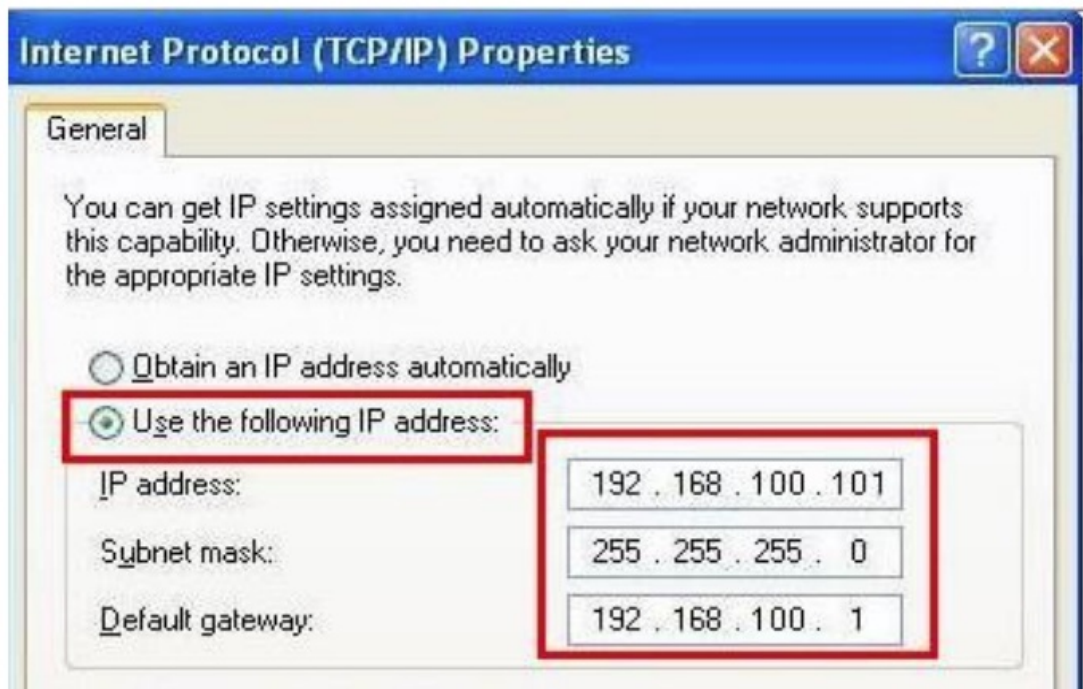 Internet Protocol (TCP/IP) Properties
General
You can get IP settings assigned automatically if your network supports
this capability. Otherwise, you need to ask your network administrator for
the appropriate IP settings.
Obtain an IP address automatically
Use the following IP address:
IP address: 192 . 168 . 100 . 101
Subnet mask: 255 . 255 . 255 . 0
Default gateway: 192 . 168 . 100 . 1